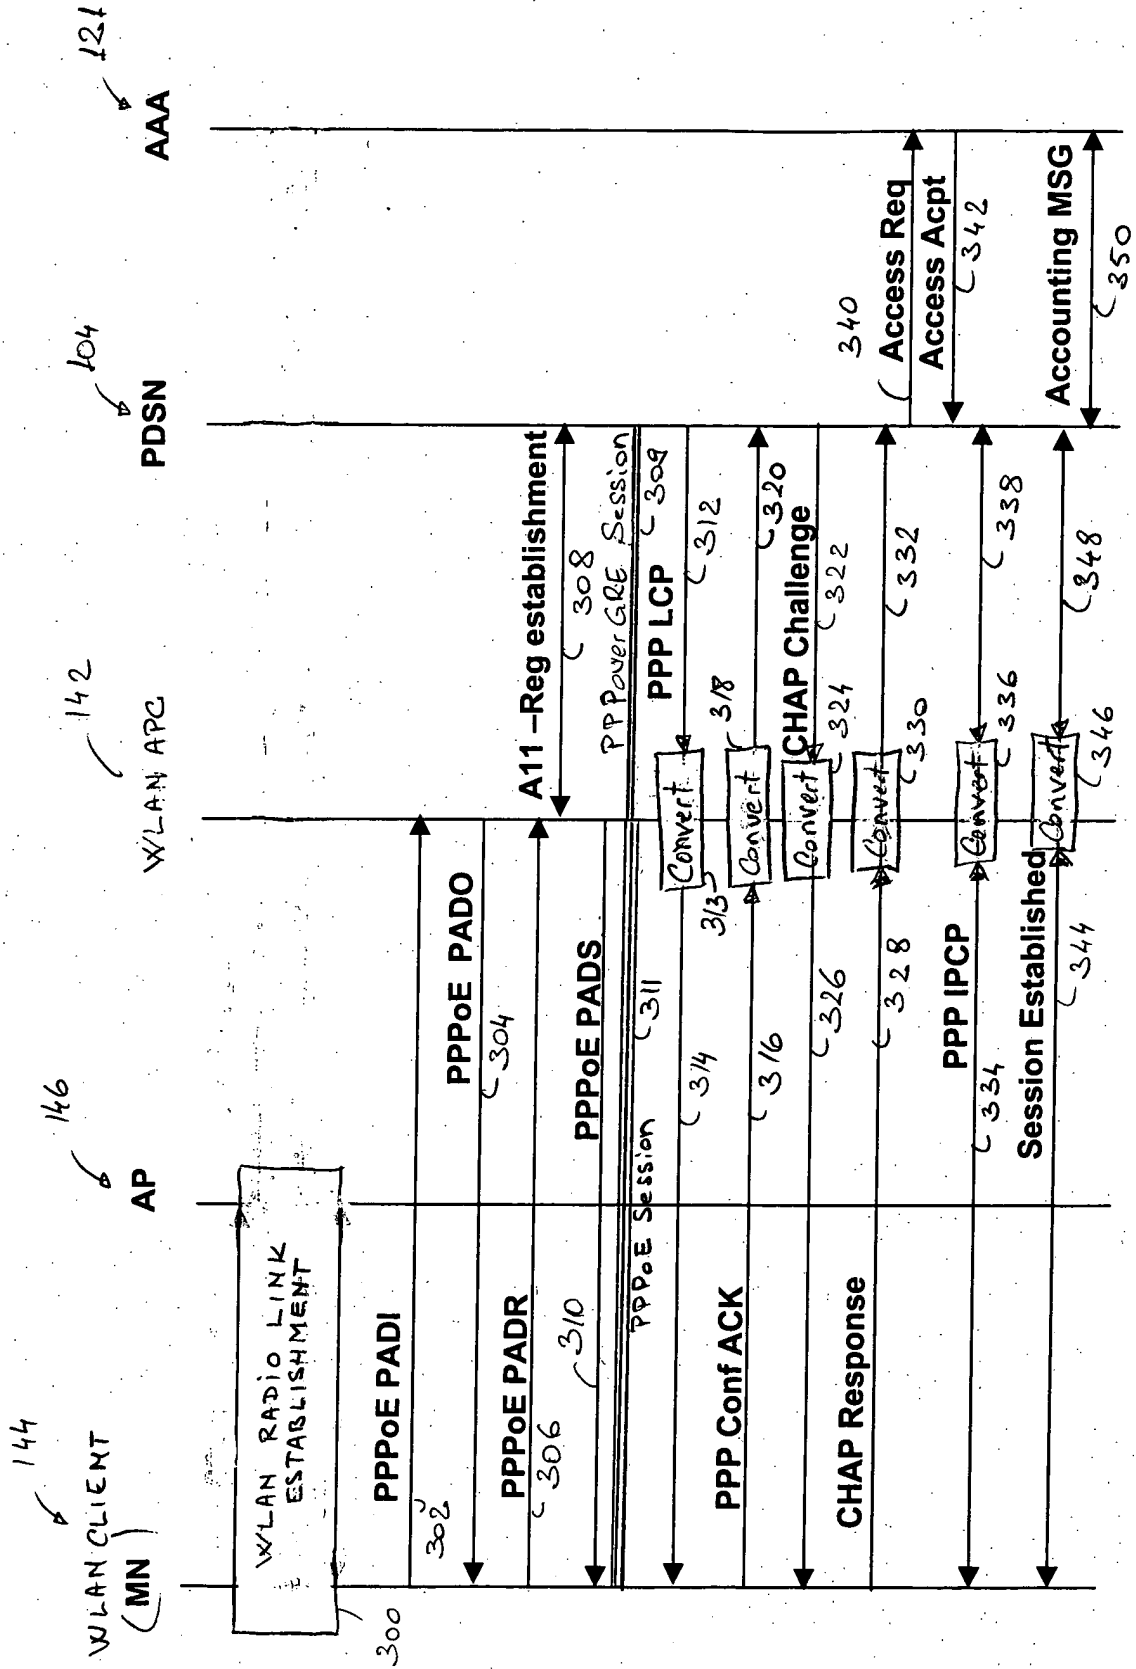 144
WLAN CLIENT
(MN)
146
AP
142
WLAN APC
104
PDSN
121
AAA
WLAN RADIO LINK
ESTABLISHMENT
300
PPPoE PADI
302
PPPoE PADO
304
PPPoE PADR
306
A11 –Reg establishment
308
PPPoE PADS
310
PPPoverGRE Session
309
PPPoE Session
311
PPP LCP
312
Convert
313
314
PPP Conf ACK
316
Convert
318
320
CHAP Challenge
322
Convert
324
326
CHAP Response
328
Convert
330
332
PPP IPCP
334
Convert
336
338
340
Access Req
Access Acpt
342
Session Established
344
Convert
346
348
Accounting MSG
350